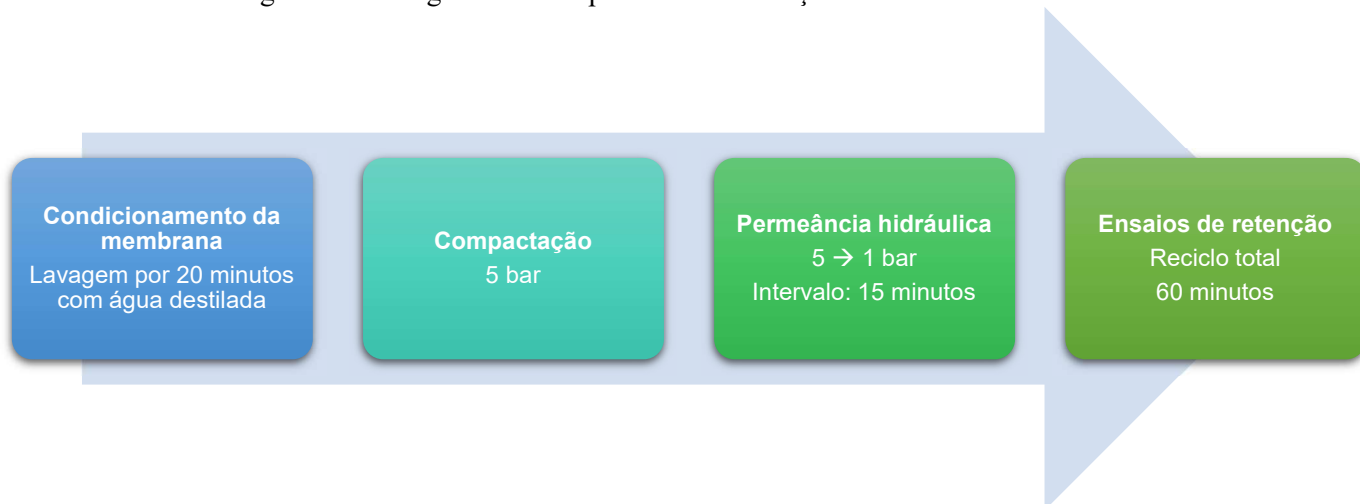 Condicionamento da
membrana
Lavagem por 20 minutos
com água destilada
Compactação
5 bar
Permeância hidráulica
5 → 1 bar
Intervalo: 15 minutos
Ensaios de retenção
Reciclo total
60 minutos